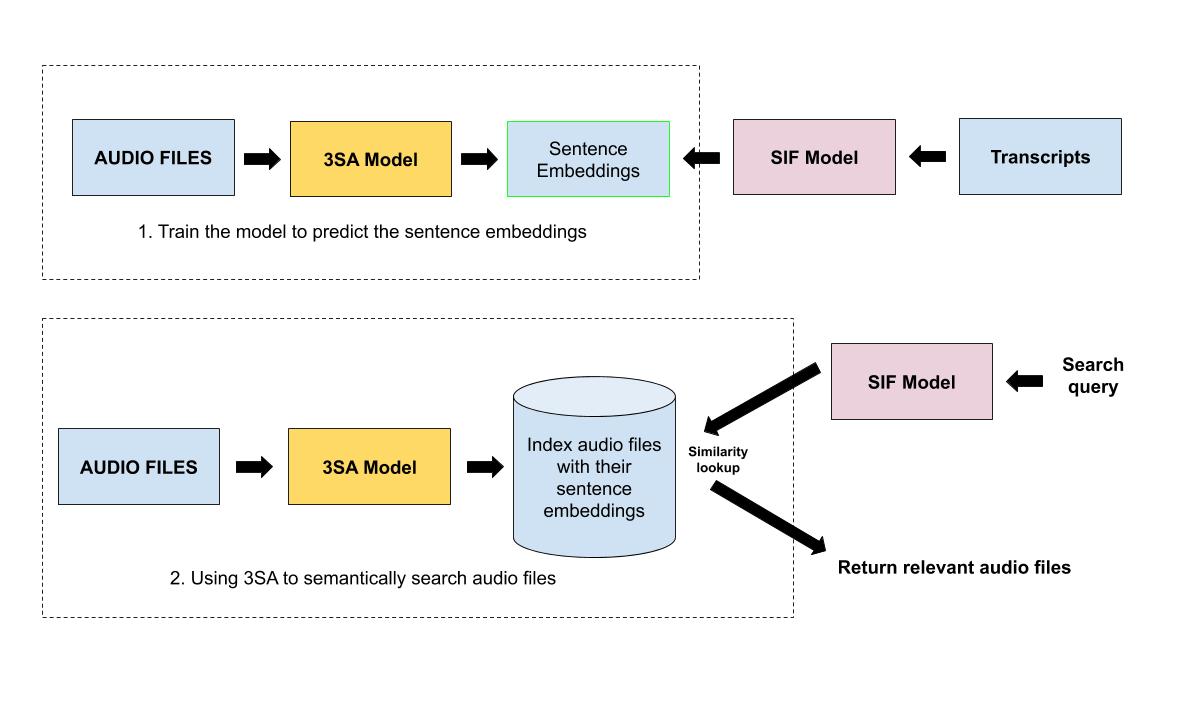 AUDIO FILES
3SA Model
Sentence
Embeddings
SIF Model
Transcripts
1. Train the model to predict the sentence embeddings
AUDIO FILES
3SA Model
Index audio files
with their
sentence
embeddings
Similarity
lookup
SIF Model
Search
query
Return relevant audio files
2. Using 3SA to semantically search audio files